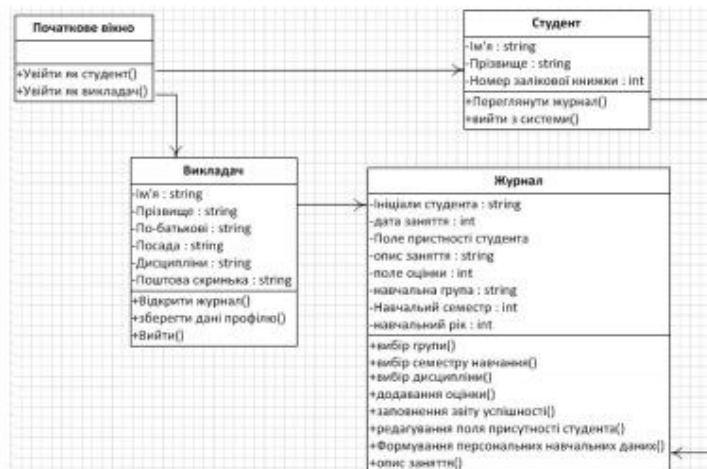 Початкове вікно
+Увійти як студент()
+Увійти як викладач()
Студент
-Ім'я : string
-Прізвище : string
-Номер залікової книжки : int
+Переглянути журнал()
+вийти з системи()
Викладач
-Ім'я : string
-Прізвище : string
-По-батькові : string
-Посада : string
-Дисципліни : string
-Поштова скринька : string
+Відкрити журнал()
+зберегти дані профілю()
+Вийти()
Журнал
-Ініціали студента : string
-дата заняття : int
-Поле пристності студента
-опис заняття : string
-поле оцінки : int
-навчальна група : string
-Навчальий семестр : int
-навчальний рік : int
+вибір групи()
+вибір семестру навчання()
+вибір дисципліни()
+додавання оцінки()
+заповнення звіту успішності()
+редагування поля присутності студента()
+Формування персональних навчальних даних()
+опис заняття()